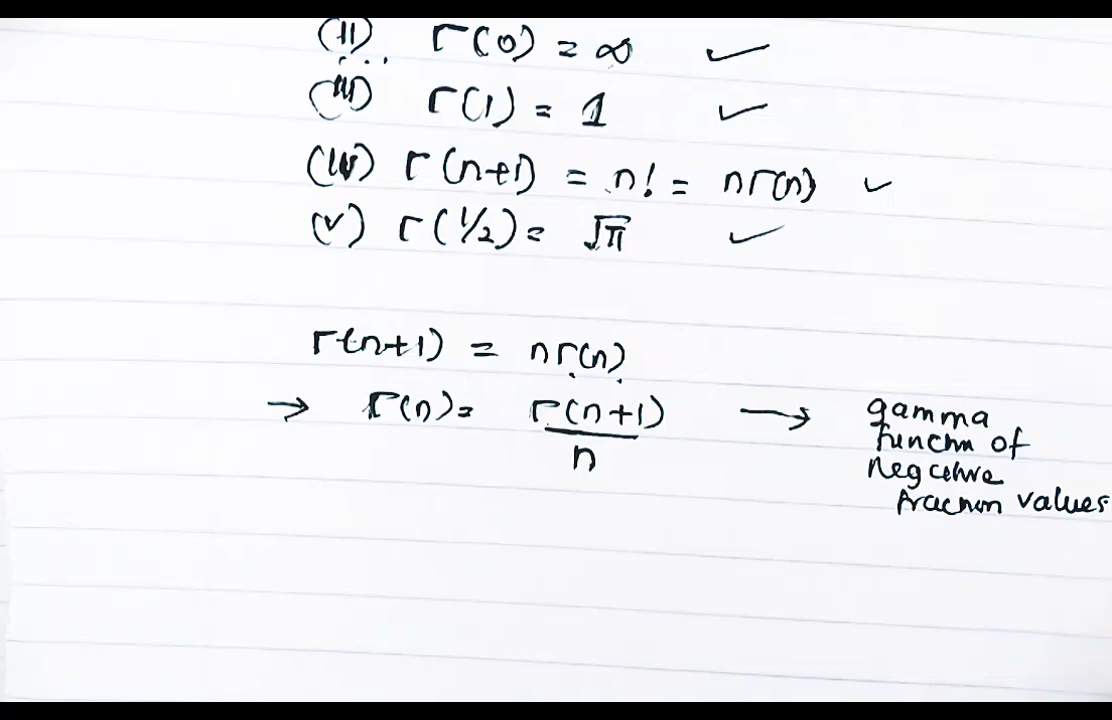 (ii) Γ(0) = ∞ ✓
(iii) Γ(1) = 1 ✓
(iv) Γ(n+1) = n! = nΓ(n) ✓
(v) Γ(1/2) = √π ✓
Γ(n+1) = nΓ(n)
→ Γ(n) = Γ(n+1)/n → gamma
function of
negative
fraction values